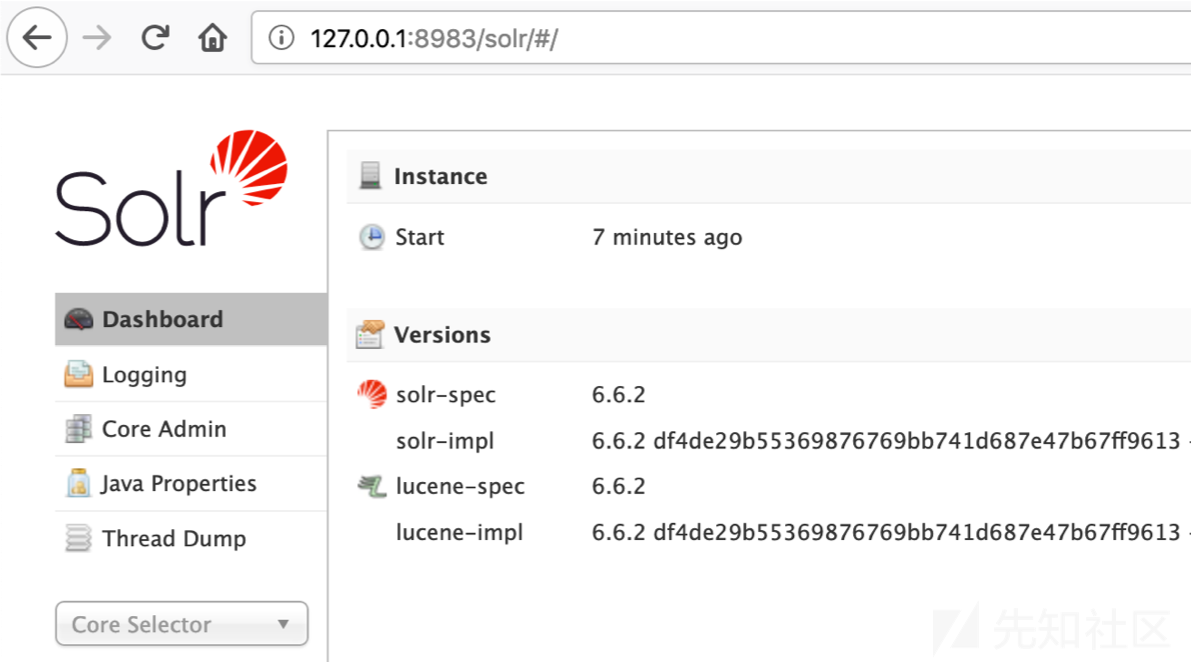 127.0.0.1:8983/solr/#/
Solr
Instance
Start 7 minutes ago
Dashboard
Versions
Logging
solr-spec 6.6.2
Core Admin
solr-impl 6.6.2 df4de29b55369876769bb741d687e47b67ff9613 -
Java Properties
lucene-spec 6.6.2
Thread Dump
lucene-impl 6.6.2 df4de29b55369876769bb741d687e47b67ff9613 -
Core Selector
先知社区